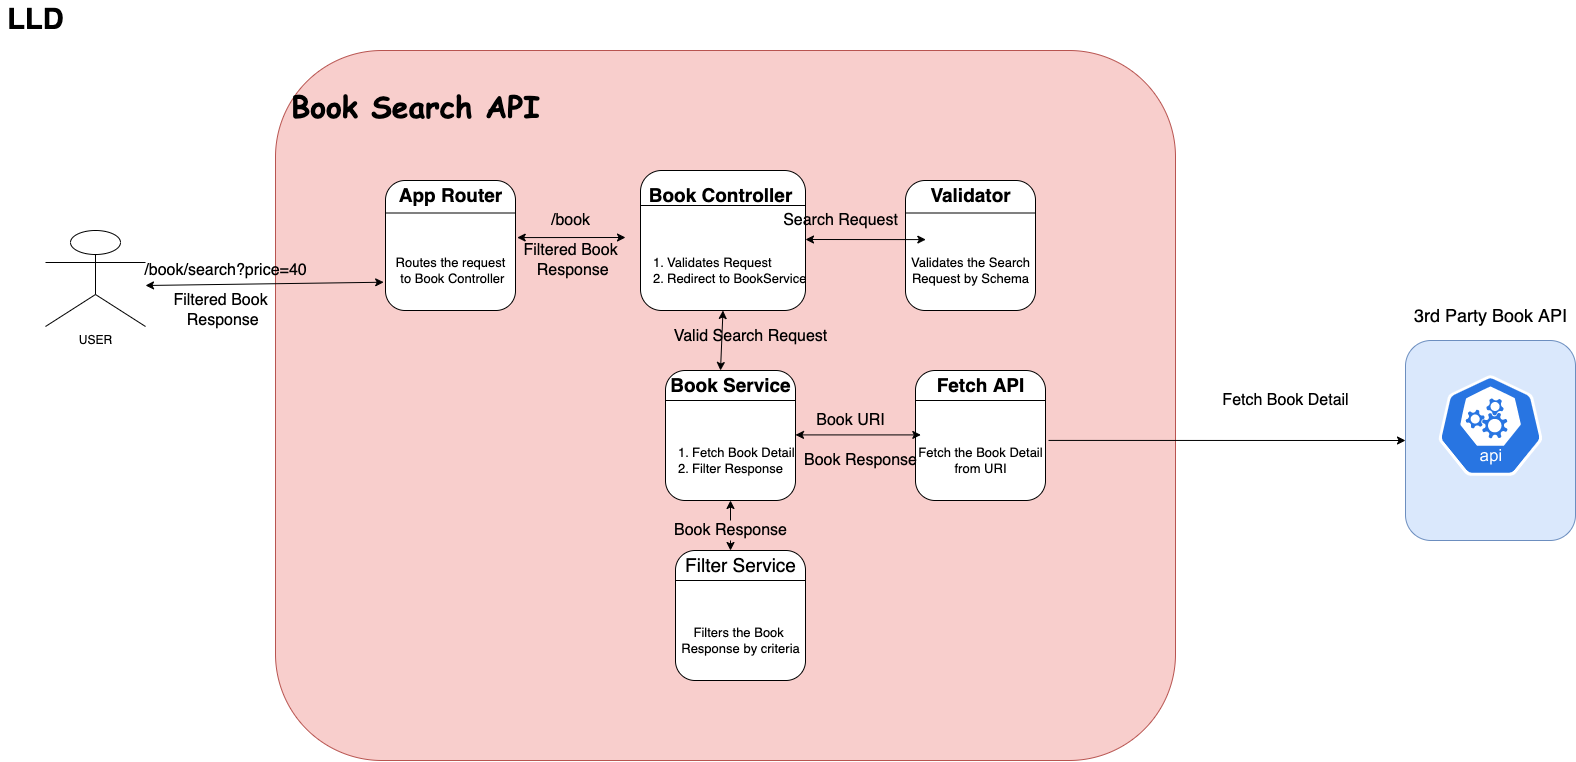 LLD
Book Search API
App Router
Routes the request
to Book Controller
/book
Filtered Book
Response
Book Controller
1. Validates Request
2. Redirect to BookService
Search Request
Validator
Validates the Search
Request by Schema
/book/search?price=40
Filtered Book
Response
USER
Valid Search Request
3rd Party Book API
Book Service
1. Fetch Book Detail
2. Filter Response
Book URI
Book Response
Fetch API
Fetch the Book Detail
from URI
Fetch Book Detail
api
Book Response
Filter Service
Filters the Book
Response by criteria